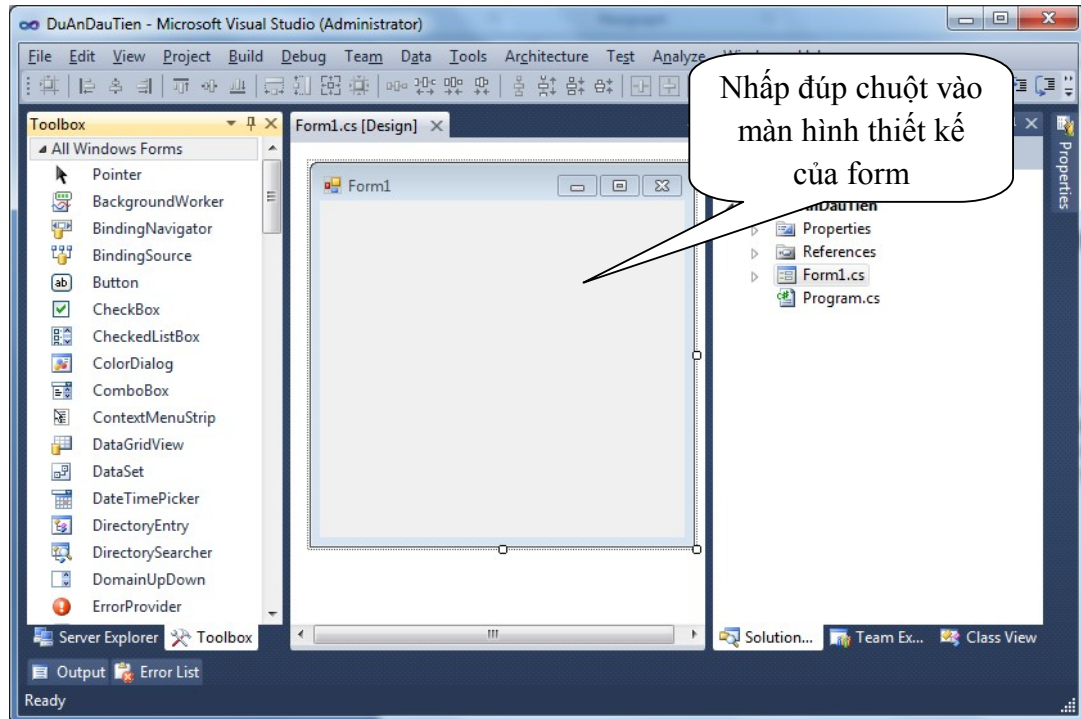 DuAnDauTien - Microsoft Visual Studio (Administrator)
File Edit View Project Build Debug Team Data Tools Architecture Test Analyze
Nhấp đúp chuột vào
màn hình thiết kế
của form
Toolbox
All Windows Forms
Pointer
BackgroundWorker
BindingNavigator
BindingSource
Button
CheckBox
CheckedListBox
ColorDialog
ComboBox
ContextMenuStrip
DataGridView
DataSet
DateTimePicker
DirectoryEntry
DirectorySearcher
DomainUpDown
ErrorProvider
Server Explorer Toolbox
Form1.cs [Design]
Form1
Properties
References
Form1.cs
Program.cs
Solution... Team Ex... Class View
Properties
Output Error List
Ready